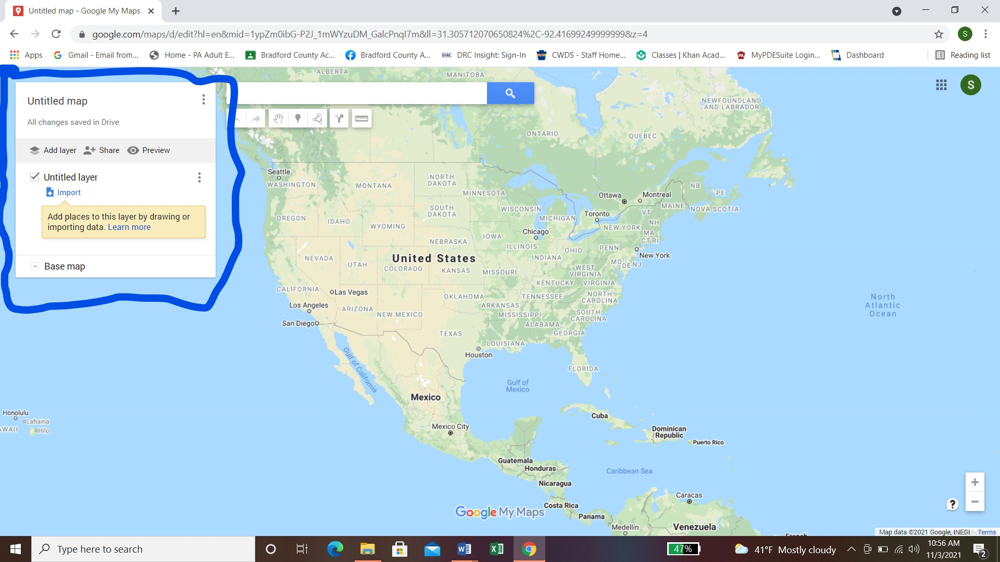 Untitled map - Google My Maps
google.com/maps/d/edit?hl=en&mid=1ypZm0ibG-P2J_1mWYzuDM_GalcPnqI7m&ll=31.305712070650824%2C-92.41699249999999&z=4
S
Apps
Gmail - Email from...
Home - PA Adult E...
Bradford County Ac...
Bradford County A...
DRC
DRC Insight: Sign-In
CWDS - Staff Home...
Classes | Khan Acad...
PA
MyPDESuite Login...
Dashboard
Reading list
Untitled map
All changes saved in Drive
Add layer
Share
Preview
Untitled layer
Import
Add places to this layer by drawing or
importing data. Learn more
Base map
S
ALBERTA
MANITOBA
NEWFOUNDLAND
AND LABRADOR
ONTARIO
QUEBEC
Seattle
WASHINGTON
MONTANA
NORTH
DAKOTA
MINNESOTA
Ottawa
Montreal
NB
PE
MAINE
NOVA SCOTIA
OREGON
IDAHO
WYOMING
SOUTH
DAKOTA
WISCONSIN
MICHIGAN
Toronto
VT
NH
NEW YORK
MA
CT RI
Chicago
IOWA
NEBRASKA
ILLINOIS
INDIANA
OHIO
PENN
New York
NEVADA
UTAH
United States
COLORADO
KANSAS
MISSOURI
WEST
VIRGINIA
MD
DE
NJ
KENTUCKY
VIRGINIA
CALIFORNIA
Las Vegas
Los Angeles
ARIZONA
NEW MEXICO
OKLAHOMA
ARKANSAS
TENNESSEE
NORTH
CAROLINA
MISSISSIPPI
SOUTH
CAROLINA
San Diego
TEXAS
ALABAMA
GEORGIA
LOUISIANA
Houston
FLORIDA
North
Atlantic
Ocean
Gulf of California
Gulf of
Mexico
Mexico
Cuba
Mexico City
Dominican
Republic
Puerto Rico
Honolulu
Lahaina
WAII
Hilo
Guatemala
Honduras
Caribbean Sea
Nicaragua
Costa Rica
Caracas
Panama
Medellín
Venezuela
Google My Maps
?
Map data ©2021 Google, INEGI
Terms
Type here to search
47%
41°F Mostly cloudy
10:56 AM
11/3/2021
2